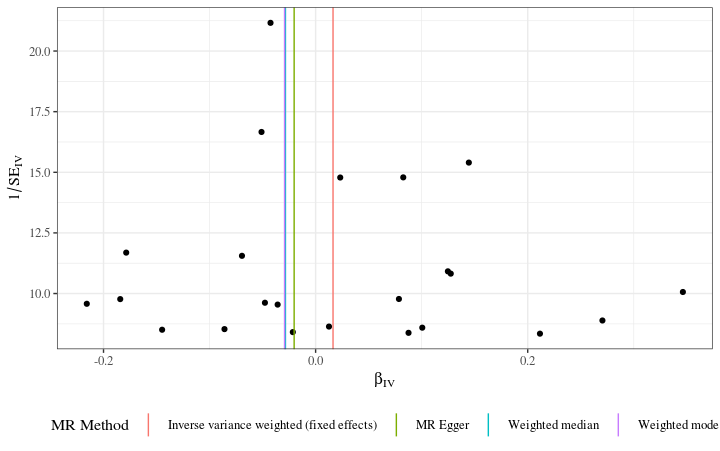 20.0
17.5
15.0
12.5
10.0
1/SE_IV
-0.2
0.0
0.2
β_IV
MR Method
Inverse variance weighted (fixed effects)
MR Egger
Weighted median
Weighted mode